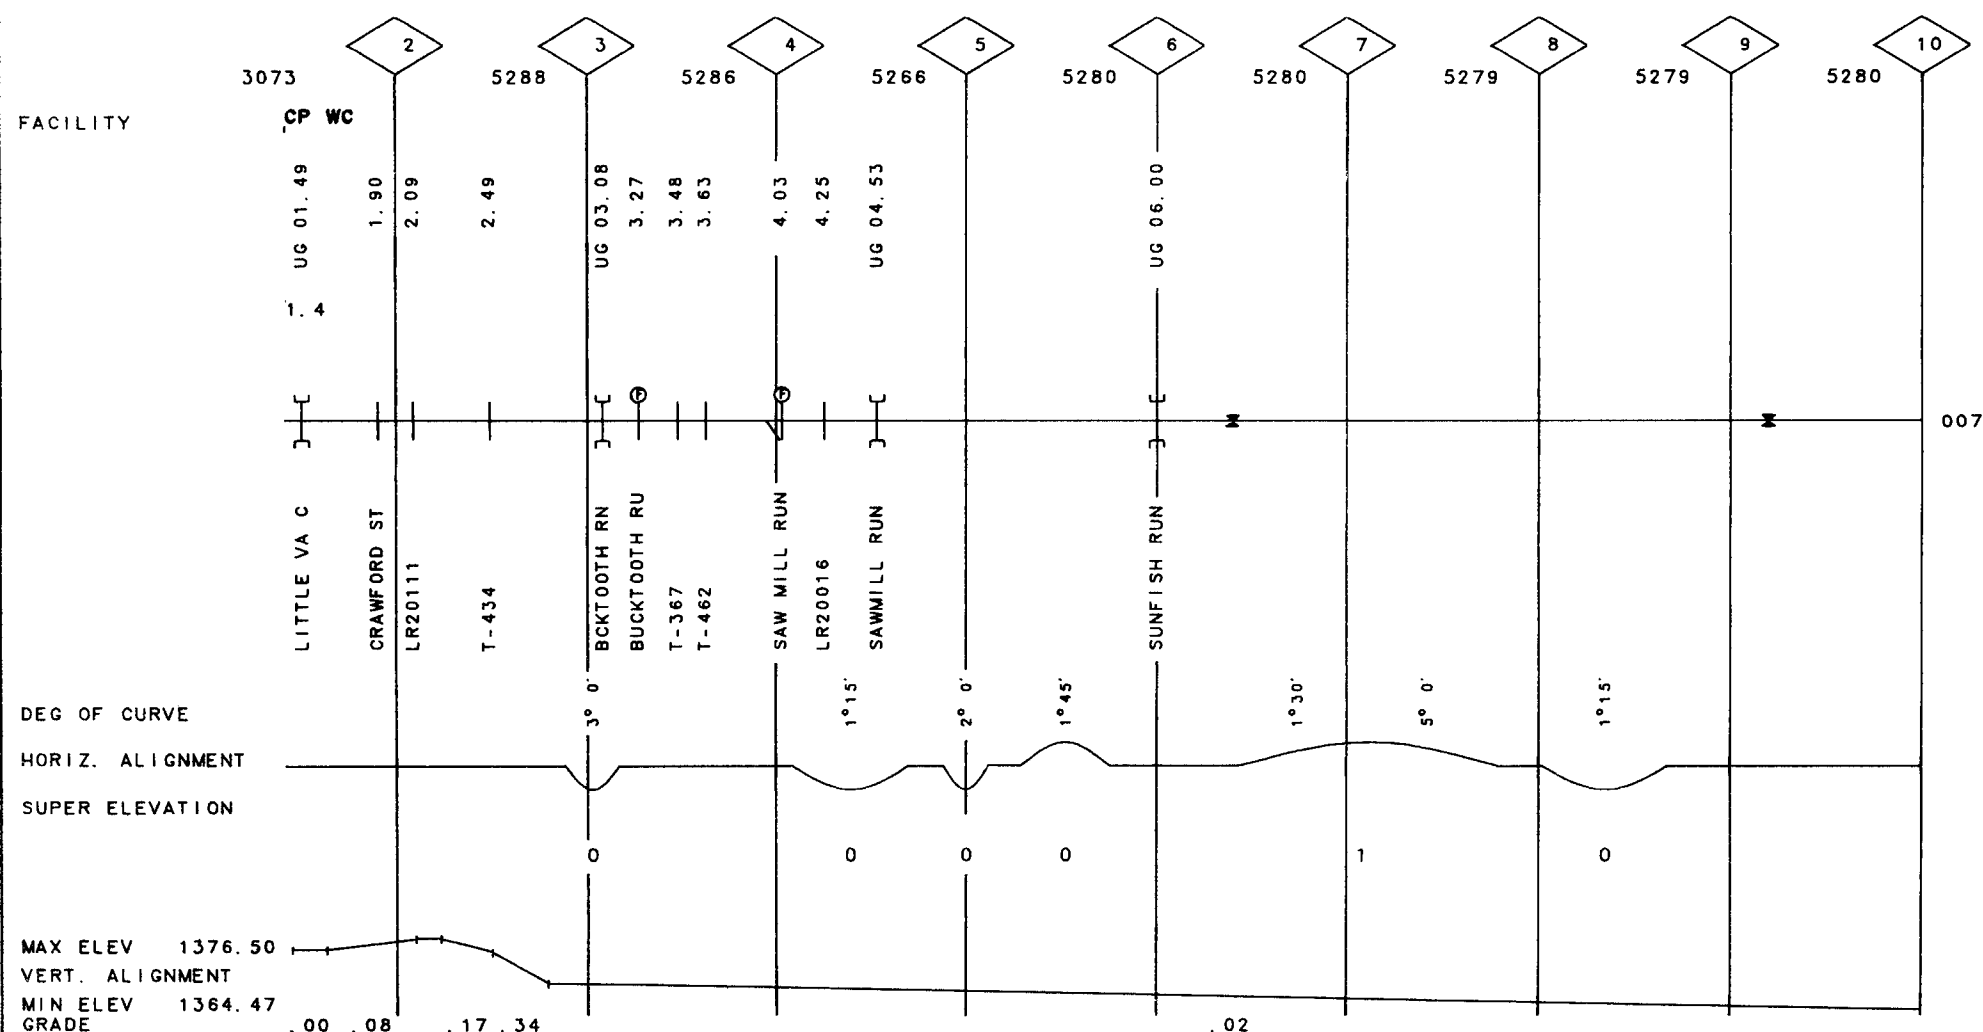 2 3 4 5 6 7 8 9 10
3073 5288 5286 5266 5280 5280 5279 5279 5280
FACILITY
CP WC
UG 01.49
1.90
2.09
2.49
UG 03.08
3.27
3.48
3.63
4.03
4.25
UG 04.53
UG 06.00
1.4
F F
007
LITTLE VA C
CRAWFORD ST
LR20111
T-434
BCKTOOTH RN
BUCKTOOTH RU
T-367
T-462
SAW MILL RUN
LR20016
SAWMILL RUN
SUNFISH RUN
DEG OF CURVE
3° 0'
1°15'
2° 0'
1°45'
1°30'
5° 0'
1°15'
HORIZ. ALIGNMENT
SUPER ELEVATION
0 0 0 0 1 0
MAX ELEV 1376.50
VERT. ALIGNMENT
MIN ELEV 1364.47
GRADE .00 .08 .17 .34 .02